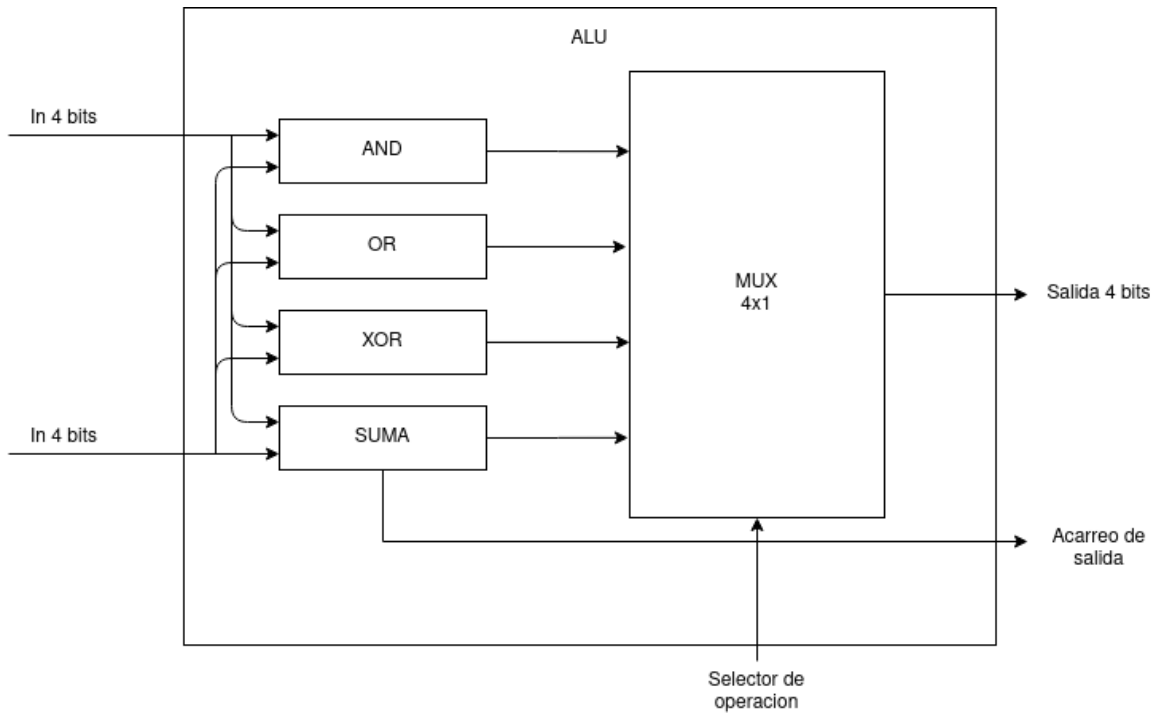 ALU
In 4 bits
AND
OR
MUX
4x1
Salida 4 bits
XOR
In 4 bits
SUMA
Acarreo de
salida
Selector de
operacion